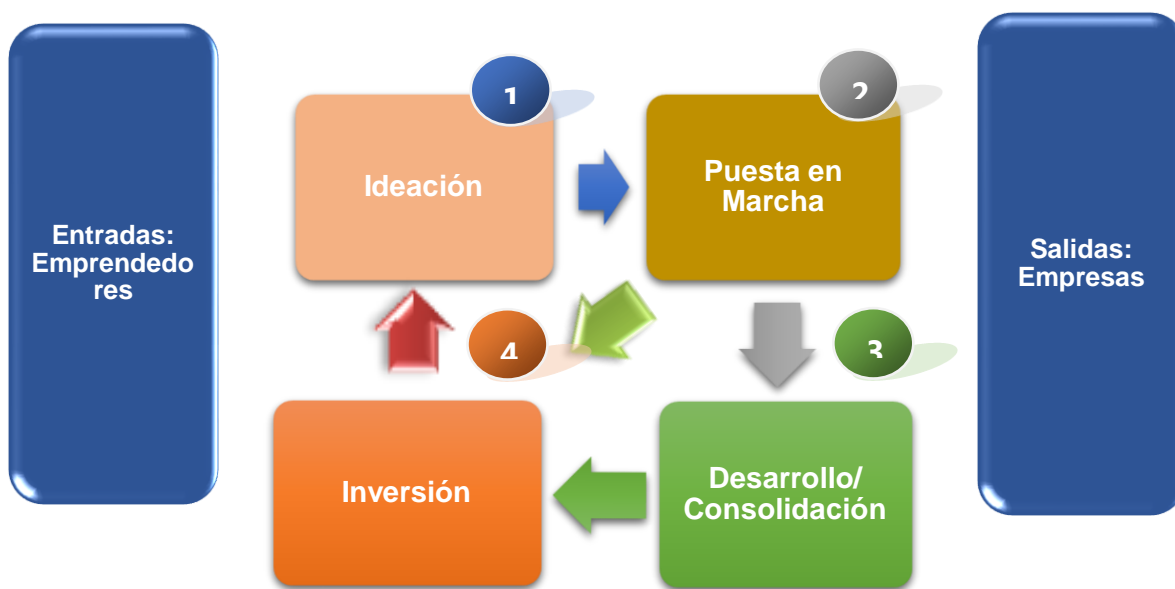 Entradas:
Emprendedo
res
1
Ideación
2
Puesta en
Marcha
3
Desarrollo/
Consolidación
4
Inversión
Salidas:
Empresas